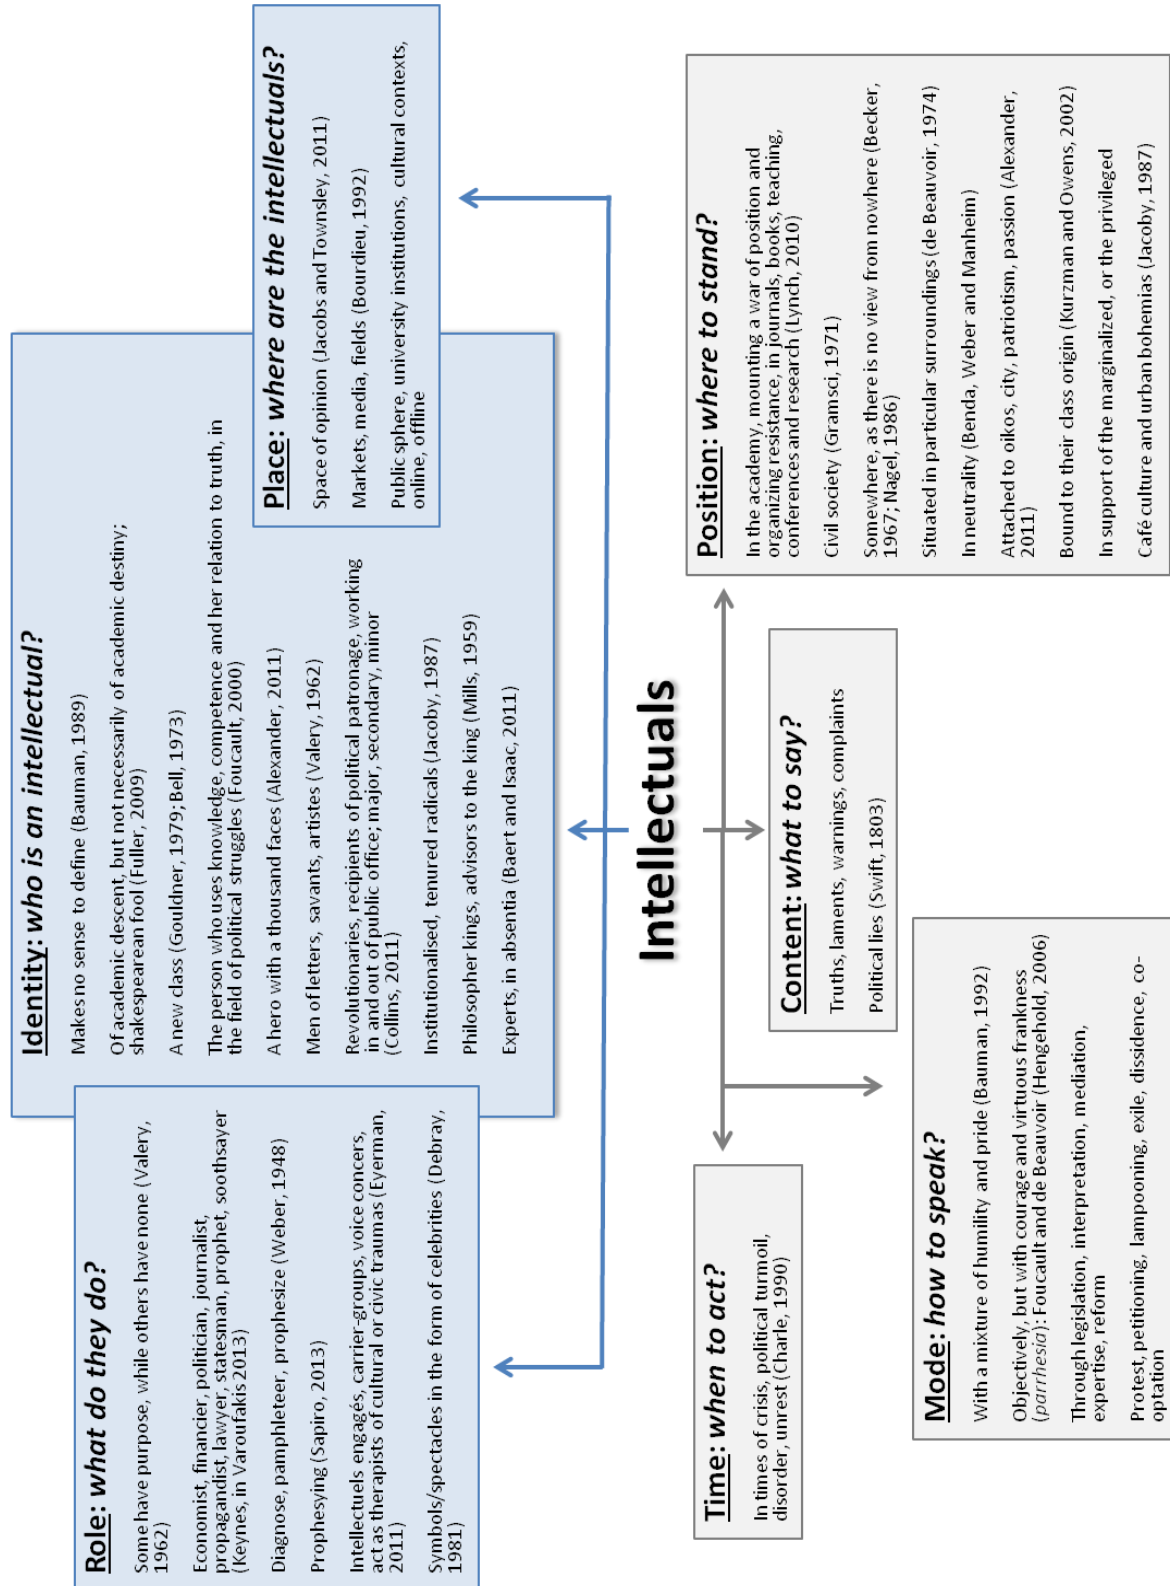 Role: what do they do?
Some have purpose, while others have none (Valery,
1962)
Economist, financier, politician, journalist,
propagandist, lawyer, statesman, prophet, soothsayer
(Keynes, in Varoufakis 2013)
Diagnose, pamphleteer, prophesize (Weber, 1948)
Prophesying (Sapiro, 2013)
Intellectuels engagés, carrier-groups, voice concers,
act as therapists of cultural or civic traumas (Eyerman,
2011)
Symbols/spectacles in the form of celebrities (Debray,
1981)
Identity: who is an intellectual?
Makes no sense to define (Bauman, 1989)
Of academic descent, but not necessarily of academic destiny;
shakespearean fool (Fuller, 2009)
A new class (Gouldner, 1979; Bell, 1973)
The person who uses knowledge, competence and her relation to truth, in
the field of political struggles (Foucault, 2000)
A hero with a thousand faces (Alexander, 2011)
Men of letters, savants, artistes (Valery, 1962)
Revolutionaries, recipients of political patronage, working
in and out of public office; major, secondary, minor
(Collins, 2011)
Institutionalised, tenured radicals (Jacoby, 1987)
Philosopher kings, advisors to the king (Mills, 1959)
Experts, in absentia (Baert and Isaac, 2011)
Place: where are the intellectuals?
Space of opinion (Jacobs and Townsley, 2011)
Markets, media, fields (Bourdieu, 1992)
Public sphere, university institutions, cultural contexts,
online, offline
Intellectuals
Time: when to act?
In times of crisis, political turmoil,
disorder, unrest (Charle, 1990)
Mode: how to speak?
With a mixture of humility and pride (Bauman, 1992)
Objectively, but with courage and virtuous frankness
(parrhesia): Foucault and de Beauvoir (Hengehold, 2006)
Through legislation, interpretation, mediation,
expertise, reform
Protest, petitioning, lampooning, exile, dissidence, co-
optation
Content: what to say?
Truths, laments, warnings, complaints
Political lies (Swift, 1803)
Position: where to stand?
In the academy, mounting a war of position and
organizing resistance, in journals, books, teaching,
conferences and research (Lynch, 2010)
Civil society (Gramsci, 1971)
Somewhere, as there is no view from nowhere (Becker,
1967; Nagel, 1986)
Situated in particular surroundings (de Beauvoir, 1974)
In neutrality (Benda, Weber and Manheim)
Attached to oikos, city, patriotism, passion (Alexander,
2011)
Bound to their class origin (Kurzman and Owens, 2002)
In support of the marginalized, or the privileged
Café culture and urban bohemias (Jacoby, 1987)